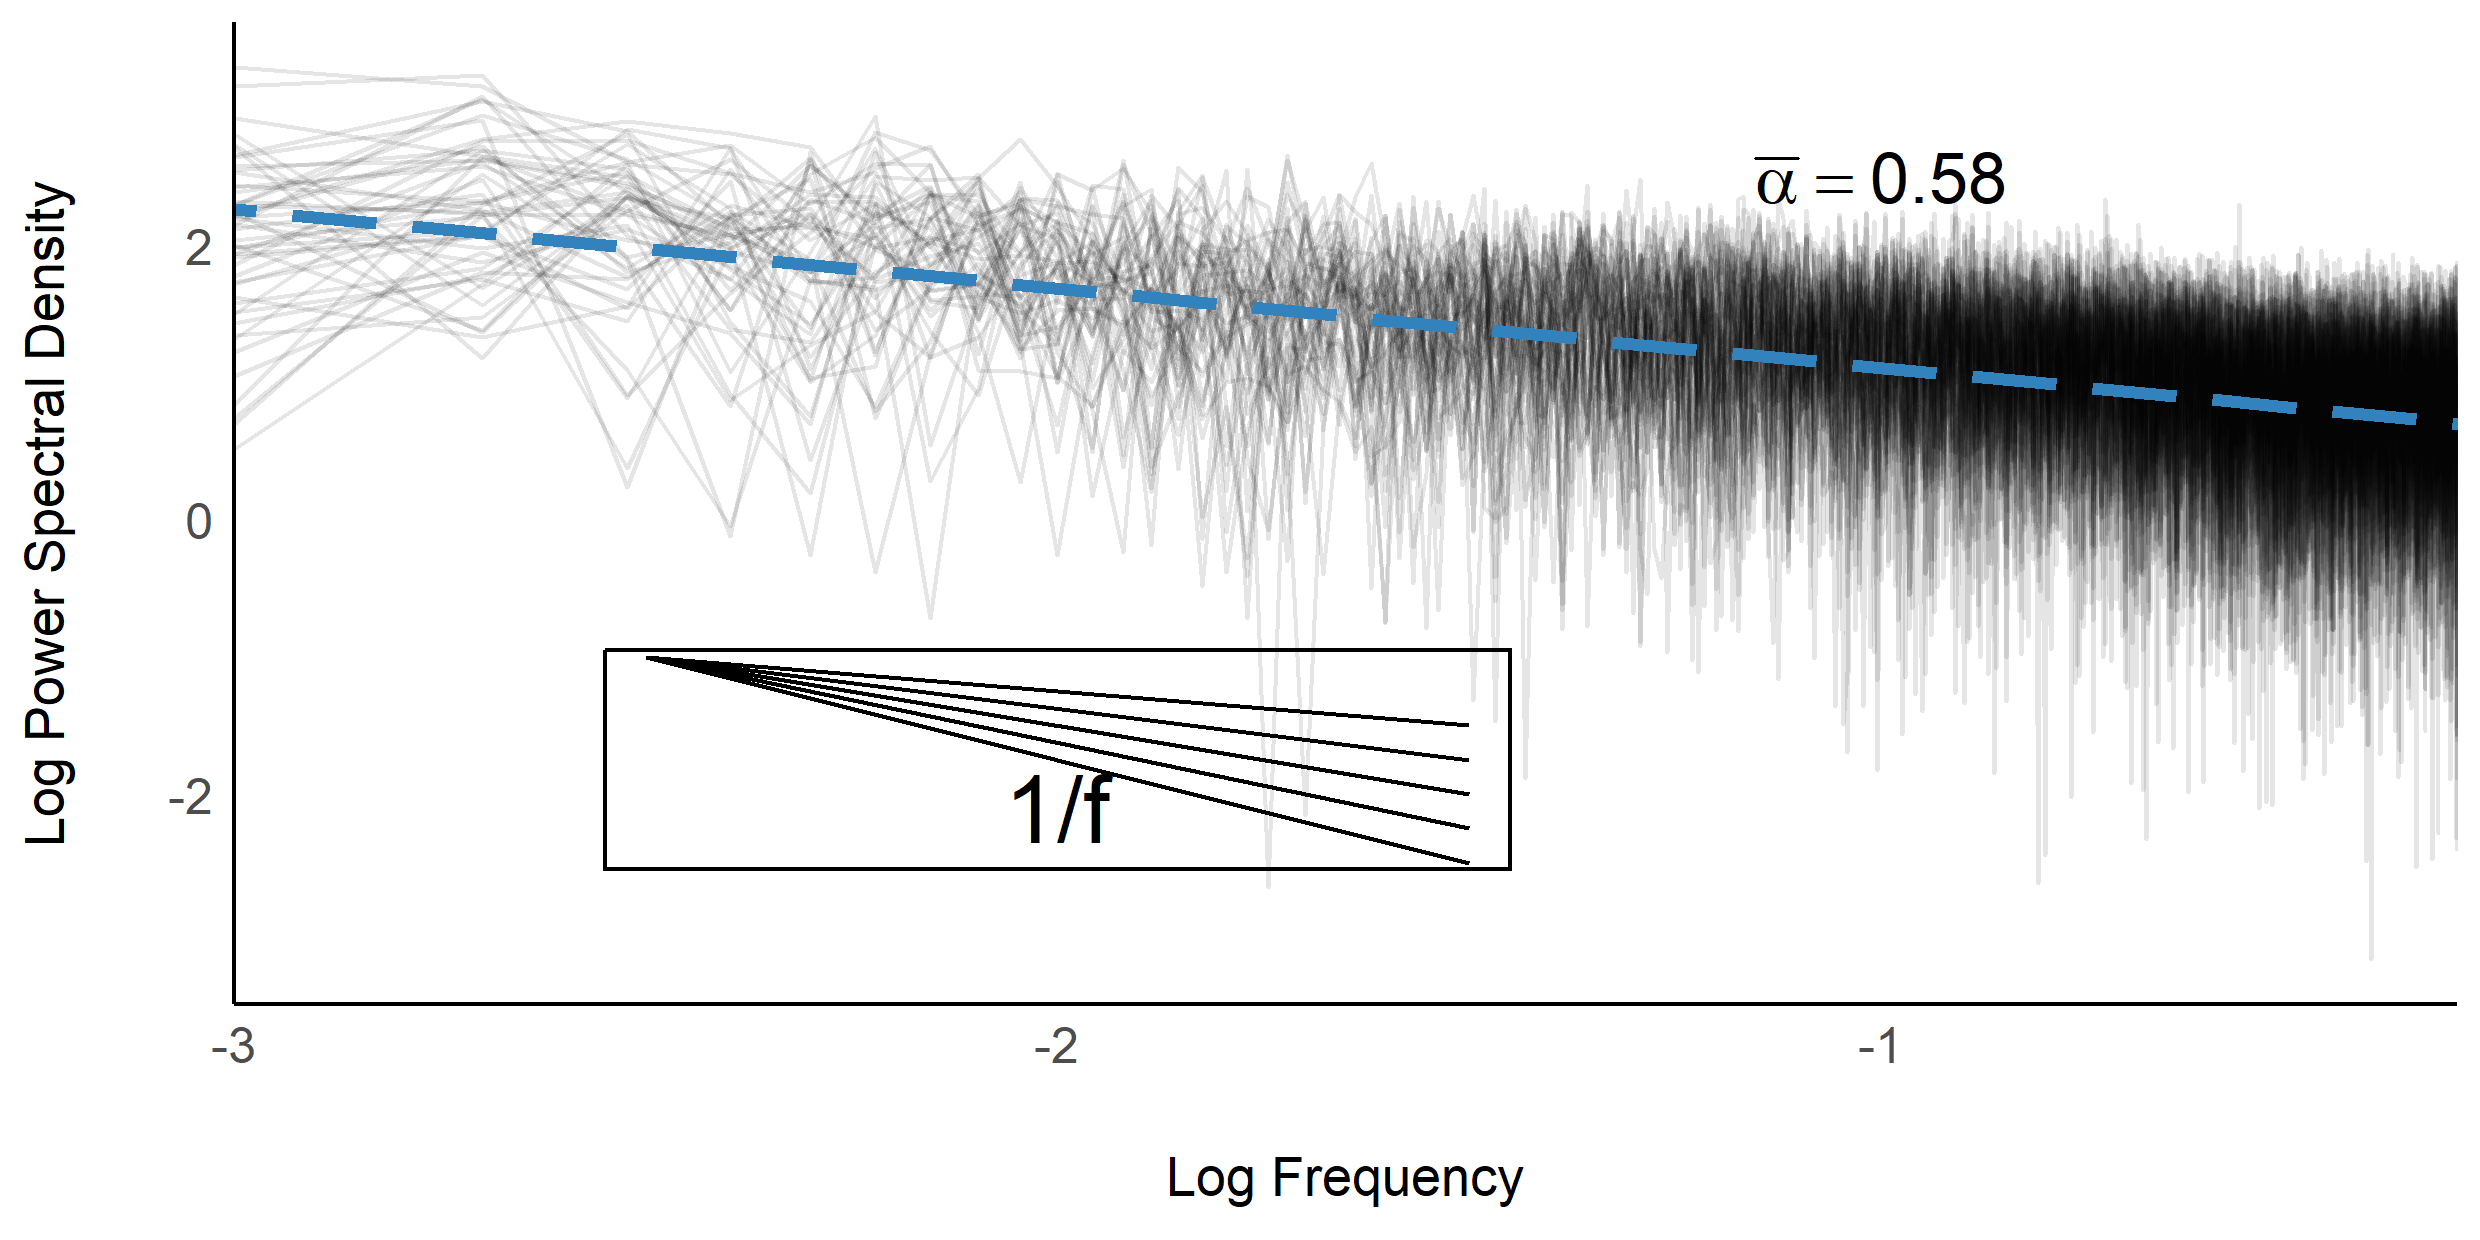 Log Power Spectral Density
2
0
-2
α̅ = 0.58
1/f
-3
-2
-1
Log Frequency